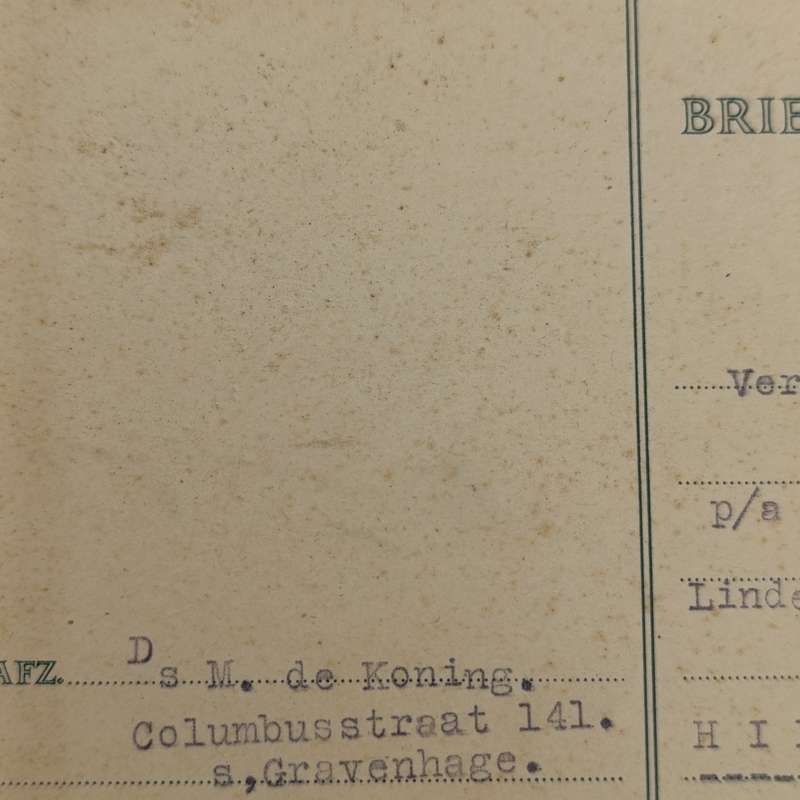 BRIE
Ver
p/a
Linde
AFZ. Ds M. de Koning.
Columbusstraat 141.
s,Gravenhage.
H I